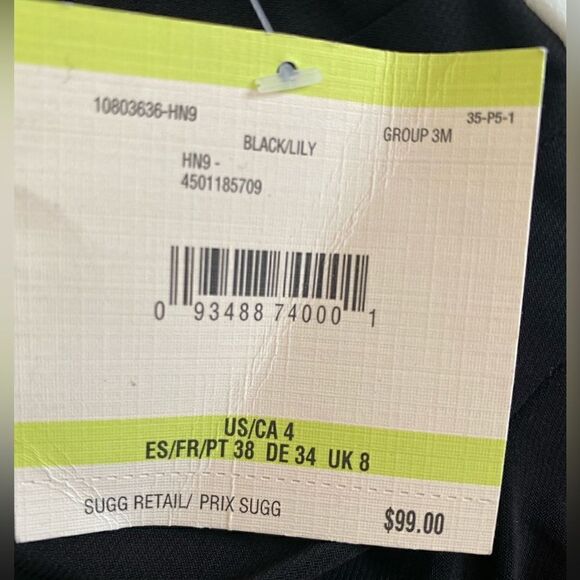 10803636-HN9
35-P5-1
BLACK/LILY
GROUP 3M
HN9 -
4501185709
0 93488 74000 1
US/CA 4
ES/FR/PT 38 DE 34 UK 8
SUGG RETAIL/ PRIX SUGG
$99.00